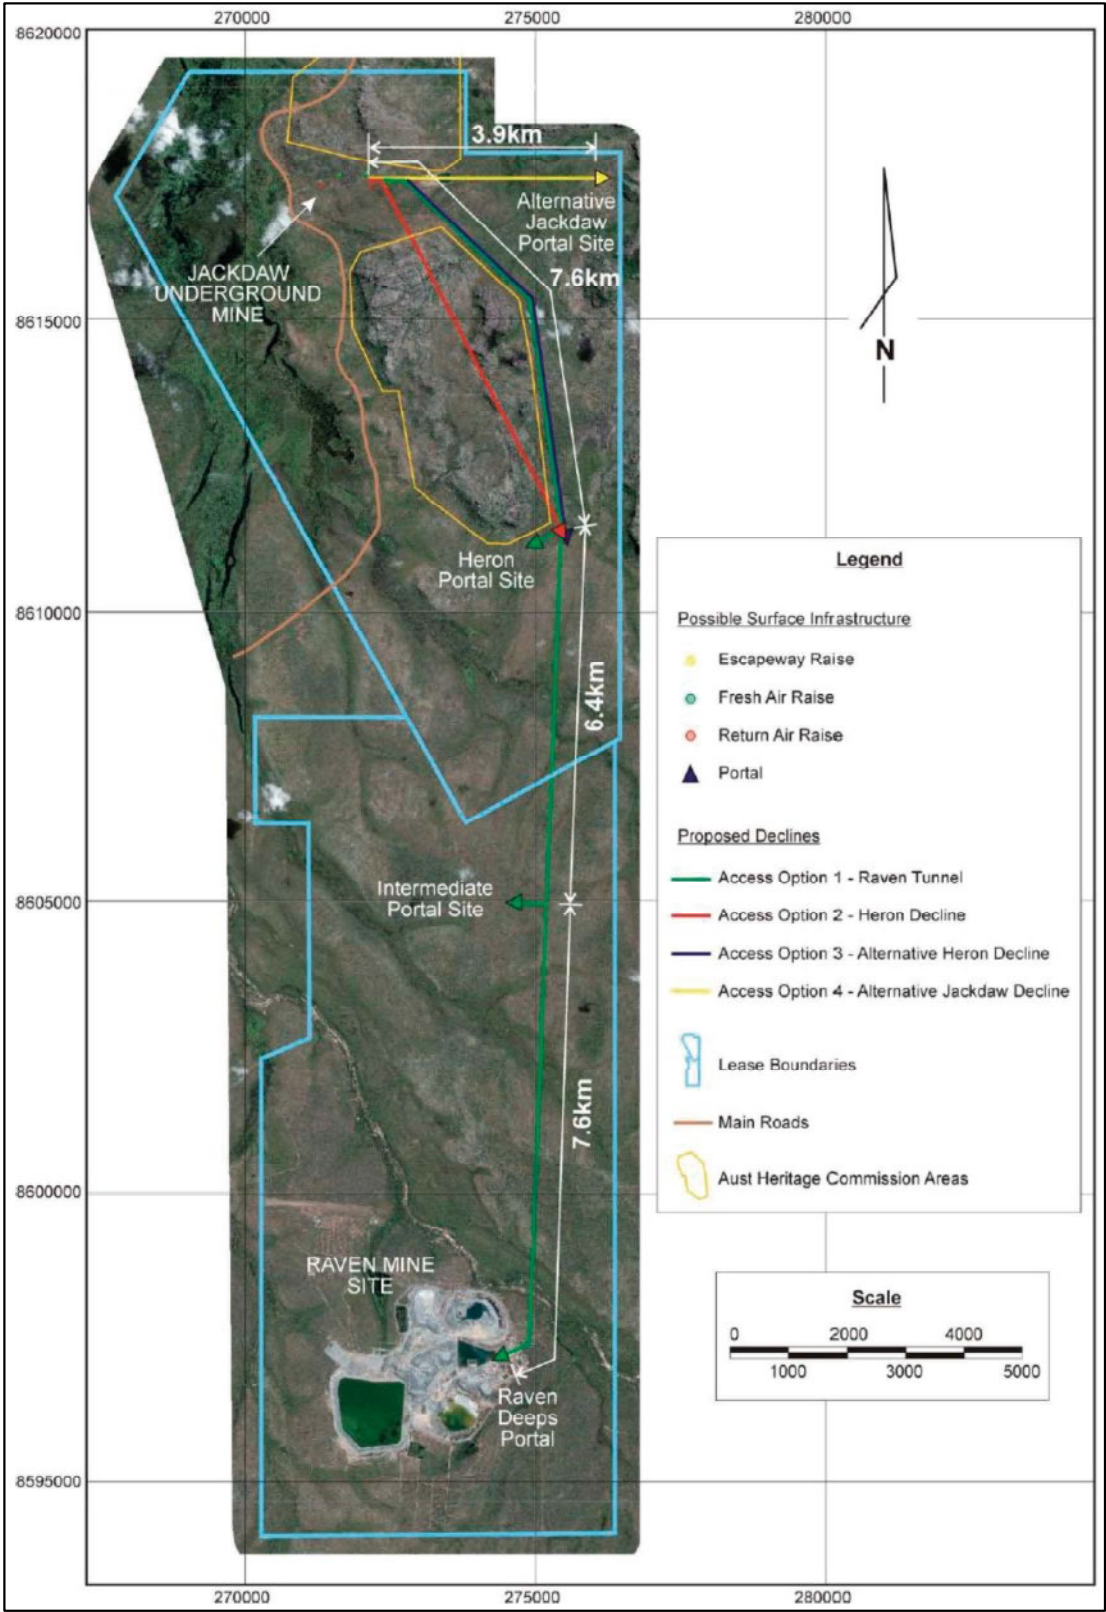 270000
275000
280000
8620000
3.9km
Alternative
Jackdaw
Portal Site
7.6km
JACKDAW
UNDERGROUND
MINE
8615000
N
Heron
Portal Site
8610000
6.4km
Intermediate
Portal Site
8605000
7.6km
8600000
RAVEN MINE
SITE
Raven
Deeps
Portal
8595000
270000
275000
280000
Legend
Possible Surface Infrastructure
Escapeway Raise
Fresh Air Raise
Return Air Raise
Portal
Proposed Declines
Access Option 1 - Raven Tunnel
Access Option 2 - Heron Decline
Access Option 3 - Alternative Heron Decline
Access Option 4 - Alternative Jackdaw Decline
Lease Boundaries
Main Roads
Aust Heritage Commission Areas
Scale
0 2000 4000
1000 3000 5000